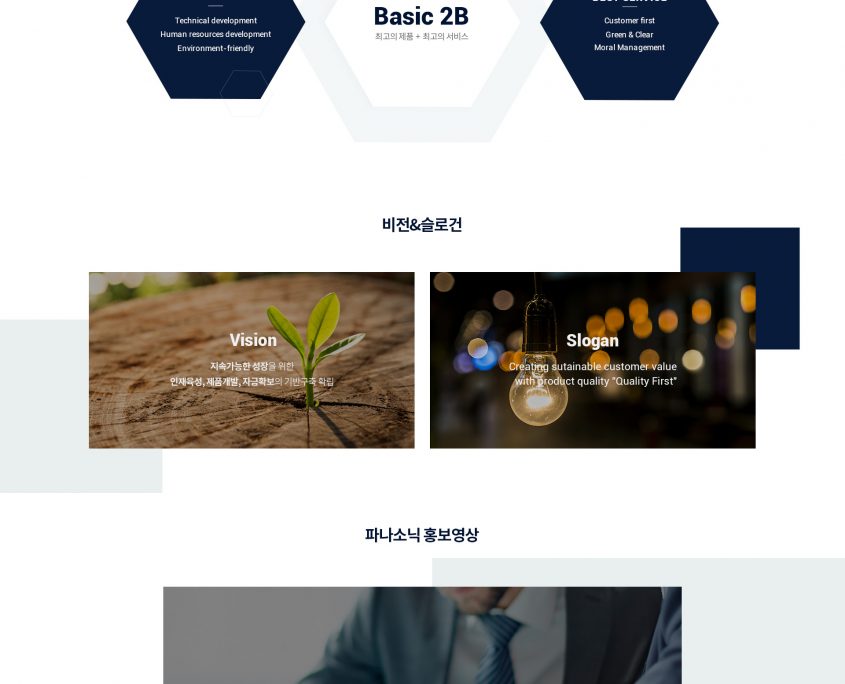 Technical development
Human resources development
Environment-friendly
Basic 2B
최고의 제품 + 최고의 서비스
Customer first
Green & Clear
Moral Management
비전&슬로건
Vision
지속가능한 성장을 위한
인재육성, 제품개발, 자금확보의 기반구축 확립
Slogan
Creating sutainable customer value
with product quality "Quality First"
파나소닉 홍보영상